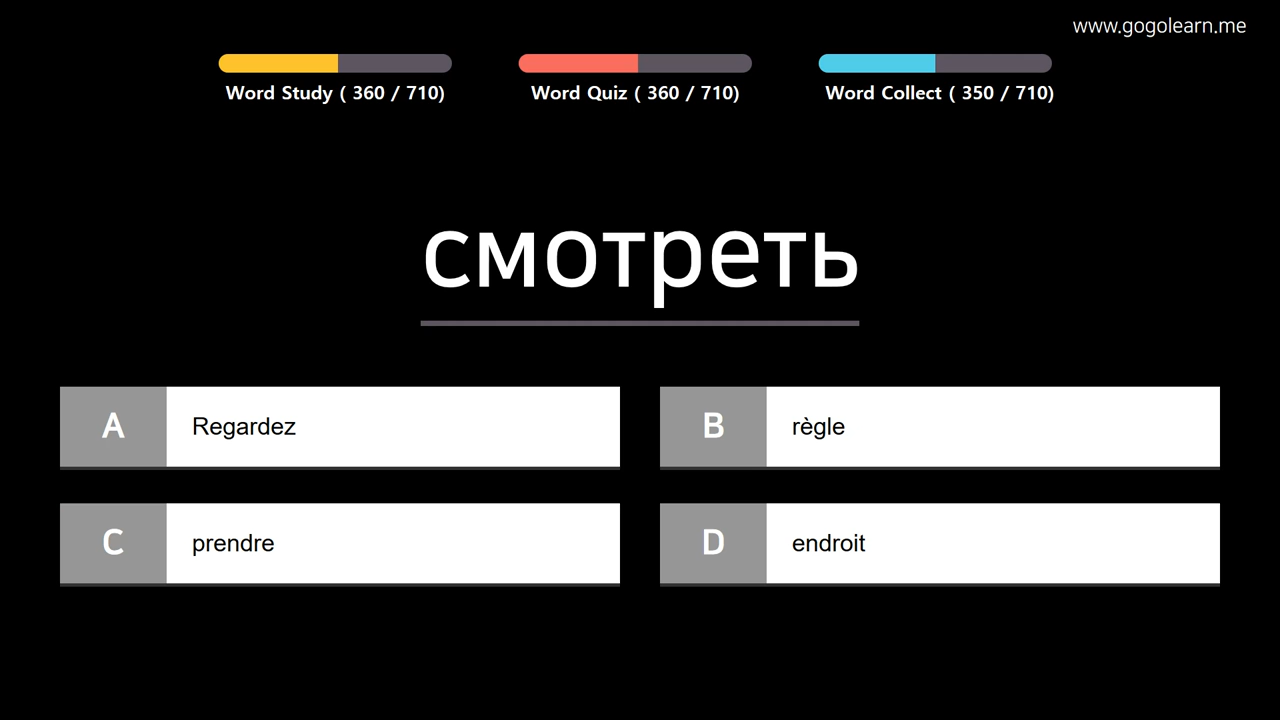 www.gogolearn.me
Word Study ( 360 / 710)
Word Quiz ( 360 / 710)
Word Collect ( 350 / 710)
смотреть
A Regardez
B règle
C prendre
D endroit